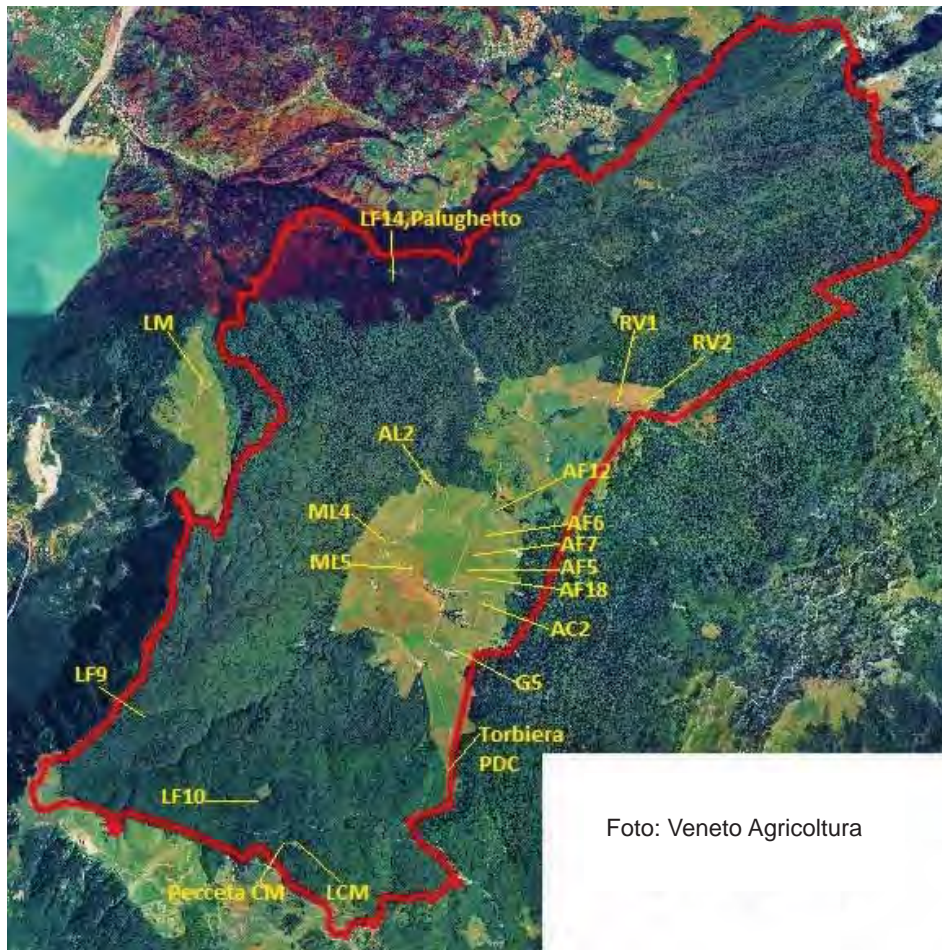 LF14,Palughetto
LM
RV1
RV2
AL2
AF12
ML4
AF6
AF7
ML5
AF5
AF18
AC2
LF9
G5
Torbiera
PDC
LF10
Foto: Veneto Agricoltura
Pecceta CM
LCM